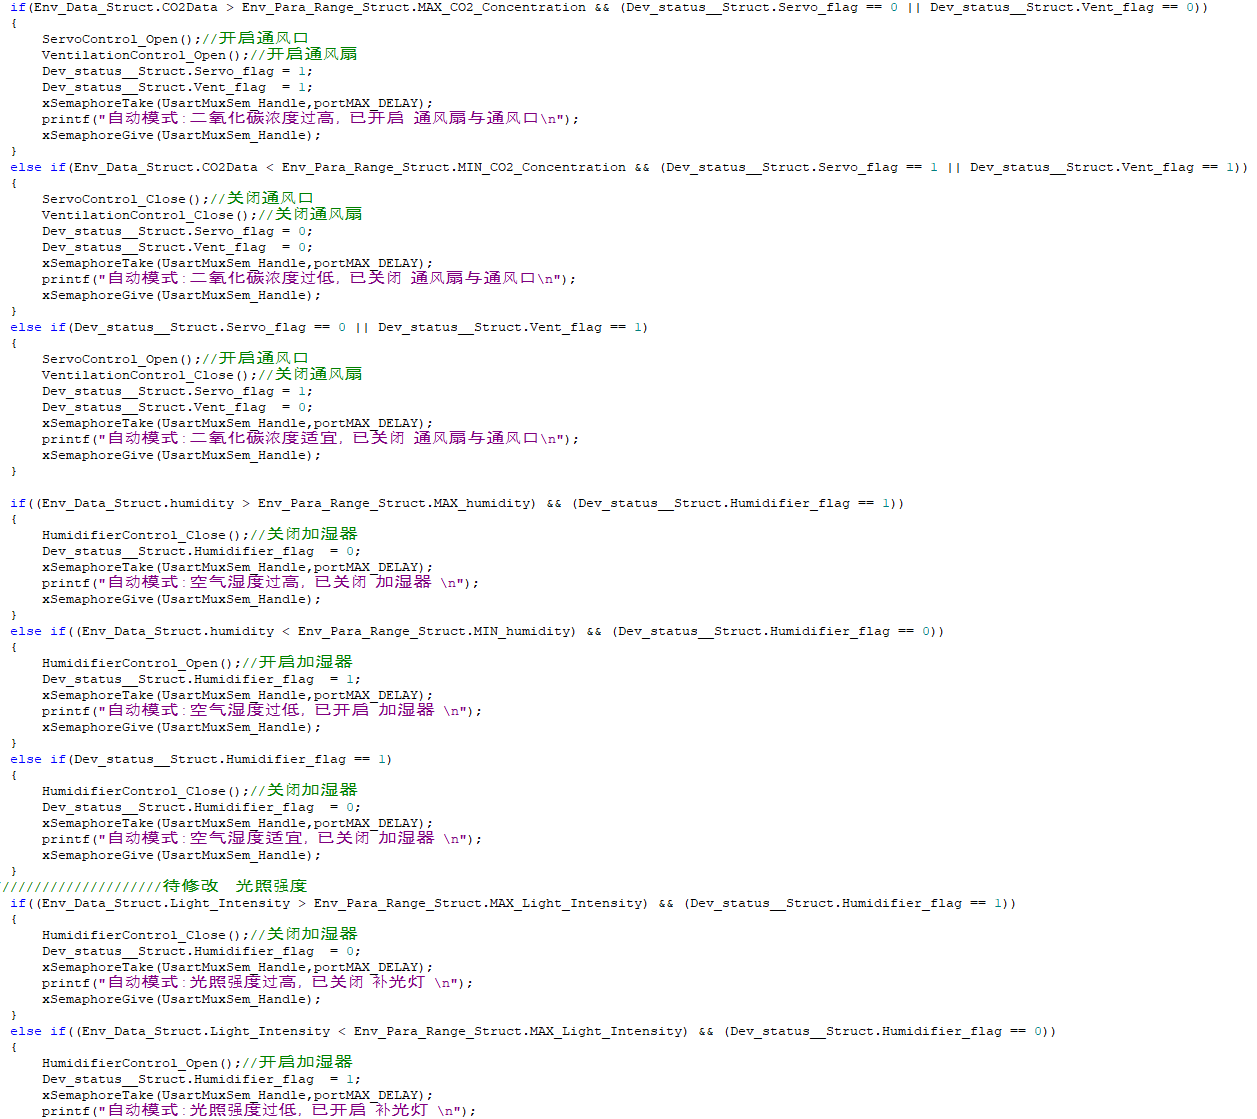 if(Env_Data_Struct.CO2Data > Env_Para_Range_Struct.MAX_CO2_Concentration && (Dev_status__Struct.Servo_flag == 0 || Dev_status__Struct.Vent_flag == 0))
{
    ServoControl_Open();//开启通风口
    VentilationControl_Open();//开启通风扇
    Dev_status__Struct.Servo_flag = 1;
    Dev_status__Struct.Vent_flag  = 1;
    xSemaphoreTake(UsartMuxSem_Handle,portMAX_DELAY);
    printf("自动模式:二氧化碳浓度过高, 已开启 通风扇与通风口\n");
    xSemaphoreGive(UsartMuxSem_Handle);
}
else if(Env_Data_Struct.CO2Data < Env_Para_Range_Struct.MIN_CO2_Concentration && (Dev_status__Struct.Servo_flag == 1 || Dev_status__Struct.Vent_flag == 1))
{
    ServoControl_Close();//关闭通风口
    VentilationControl_Close();//关闭通风扇
    Dev_status__Struct.Servo_flag = 0;
    Dev_status__Struct.Vent_flag  = 0;
    xSemaphoreTake(UsartMuxSem_Handle,portMAX_DELAY);
    printf("自动模式:二氧化碳浓度过低, 已关闭 通风扇与通风口\n");
    xSemaphoreGive(UsartMuxSem_Handle);
}
else if(Dev_status__Struct.Servo_flag == 0 || Dev_status__Struct.Vent_flag == 1)
{
    ServoControl_Open();//开启通风口
    VentilationControl_Close();//关闭通风扇
    Dev_status__Struct.Servo_flag = 1;
    Dev_status__Struct.Vent_flag  = 0;
    xSemaphoreTake(UsartMuxSem_Handle,portMAX_DELAY);
    printf("自动模式:二氧化碳浓度适宜, 已关闭 通风扇与通风口\n");
    xSemaphoreGive(UsartMuxSem_Handle);
}
if((Env_Data_Struct.humidity > Env_Para_Range_Struct.MAX_humidity) && (Dev_status__Struct.Humidifier_flag == 1))
{
    HumidifierControl_Close();//关闭加湿器
    Dev_status__Struct.Humidifier_flag  = 0;
    xSemaphoreTake(UsartMuxSem_Handle,portMAX_DELAY);
    printf("自动模式:空气湿度过高, 已关闭 加湿器 \n");
    xSemaphoreGive(UsartMuxSem_Handle);
}
else if((Env_Data_Struct.humidity < Env_Para_Range_Struct.MIN_humidity) && (Dev_status__Struct.Humidifier_flag == 0))
{
    HumidifierControl_Open();//开启加湿器
    Dev_status__Struct.Humidifier_flag  = 1;
    xSemaphoreTake(UsartMuxSem_Handle,portMAX_DELAY);
    printf("自动模式:空气湿度过低, 已开启 加湿器 \n");
    xSemaphoreGive(UsartMuxSem_Handle);
}
else if(Dev_status__Struct.Humidifier_flag == 1)
{
    HumidifierControl_Close();//关闭加湿器
    Dev_status__Struct.Humidifier_flag  = 0;
    xSemaphoreTake(UsartMuxSem_Handle,portMAX_DELAY);
    printf("自动模式:空气湿度适宜, 已关闭 加湿器 \n");
    xSemaphoreGive(UsartMuxSem_Handle);
}
////////////////////待修改  光照强度
if((Env_Data_Struct.Light_Intensity > Env_Para_Range_Struct.MAX_Light_Intensity) && (Dev_status__Struct.Humidifier_flag == 1))
{
    HumidifierControl_Close();//关闭加湿器
    Dev_status__Struct.Humidifier_flag  = 0;
    xSemaphoreTake(UsartMuxSem_Handle,portMAX_DELAY);
    printf("自动模式:光照强度过高, 已关闭 补光灯 \n");
    xSemaphoreGive(UsartMuxSem_Handle);
}
else if((Env_Data_Struct.Light_Intensity < Env_Para_Range_Struct.MAX_Light_Intensity) && (Dev_status__Struct.Humidifier_flag == 0))
{
    HumidifierControl_Open();//开启加湿器
    Dev_status__Struct.Humidifier_flag  = 1;
    xSemaphoreTake(UsartMuxSem_Handle,portMAX_DELAY);
    printf("自动模式:光照强度过低, 已开启 补光灯 \n");